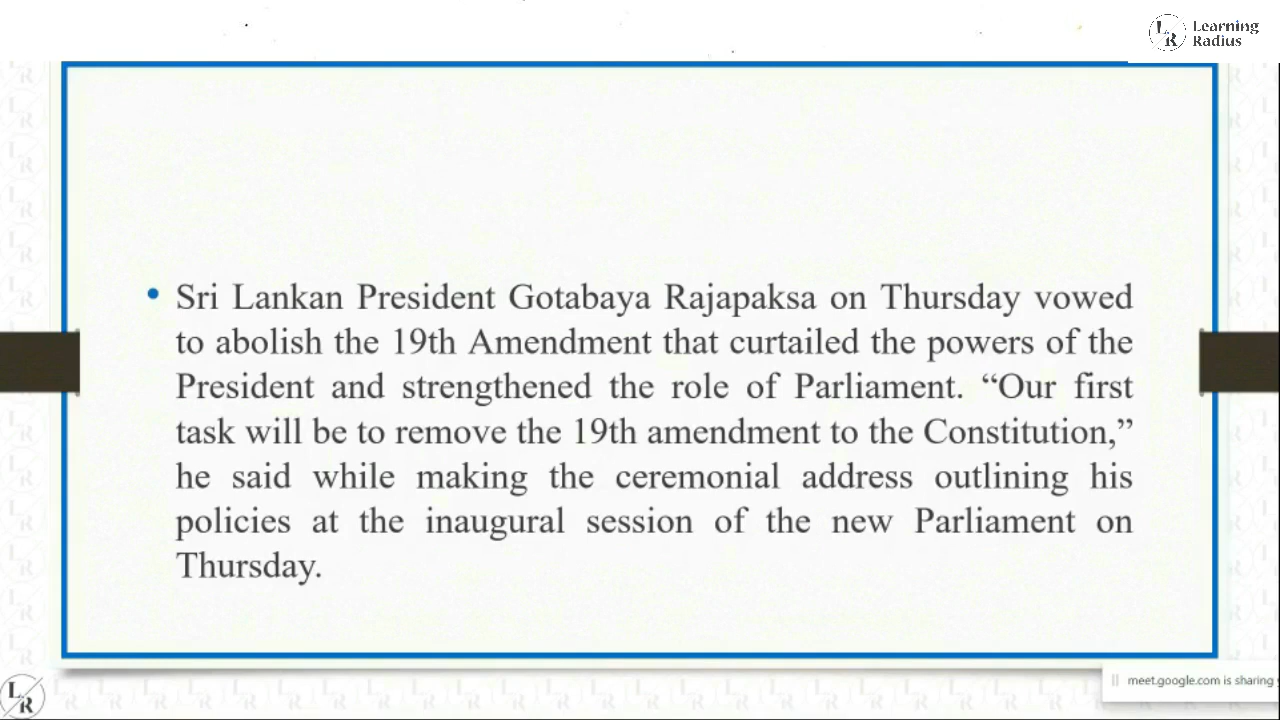 Learning
Radius
• Sri Lankan President Gotabaya Rajapaksa on Thursday vowed
to abolish the 19th Amendment that curtailed the powers of the
President and strengthened the role of Parliament. “Our first
task will be to remove the 19th amendment to the Constitution,”
he said while making the ceremonial address outlining his
policies at the inaugural session of the new Parliament on
Thursday.
LR
meet.google.com is sharing